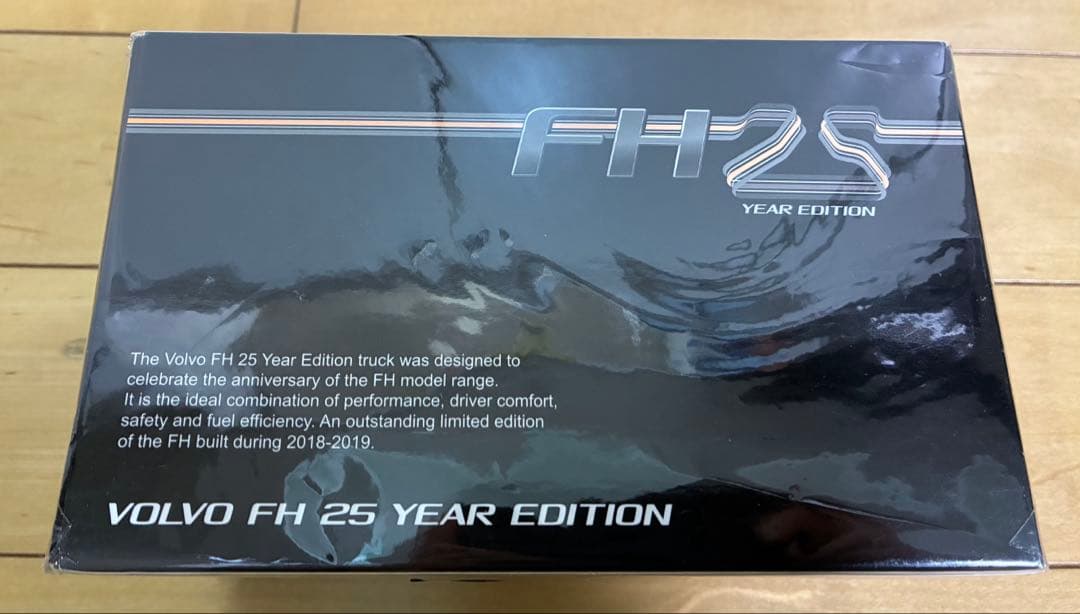 FH25
YEAR EDITION
The Volvo FH 25 Year Edition truck was designed to
celebrate the anniversary of the FH model range.
It is the ideal combination of performance, driver comfort,
safety and fuel efficiency. An outstanding limited edition
of the FH built during 2018-2019.
VOLVO FH 25 YEAR EDITION